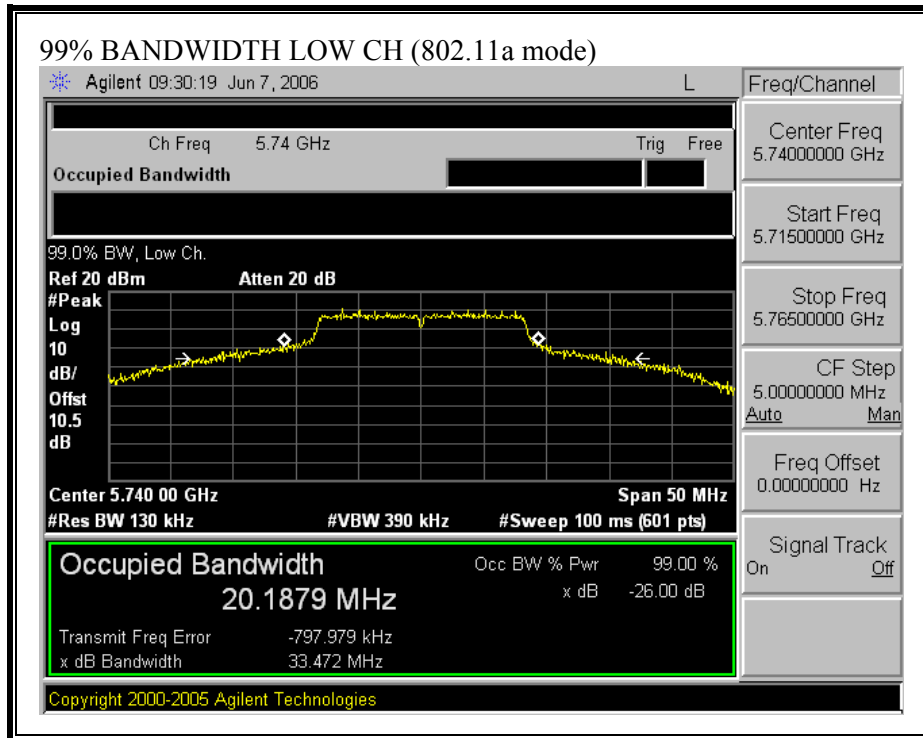 99% BANDWIDTH LOW CH (802.11a mode)
Agilent 09:30:19 Jun 7, 2006 L
Freq/Channel
Ch Freq 5.74 GHz Trig Free
Occupied Bandwidth
Center Freq
5.74000000 GHz
Start Freq
5.71500000 GHz
99.0% BW, Low Ch.
Ref 20 dBm Atten 20 dB
#Peak
Log
10
dB/
Offst
10.5
dB
Stop Freq
5.76500000 GHz
CF Step
5.00000000 MHz
Auto Man
Freq Offset
0.00000000 Hz
Center 5.740 00 GHz Span 50 MHz
#Res BW 130 kHz #VBW 390 kHz #Sweep 100 ms (601 pts)
Signal Track
On Off
Occupied Bandwidth
20.1879 MHz
Occ BW % Pwr 99.00 %
x dB -26.00 dB
Transmit Freq Error -797.979 kHz
x dB Bandwidth 33.472 MHz
Copyright 2000-2005 Agilent Technologies